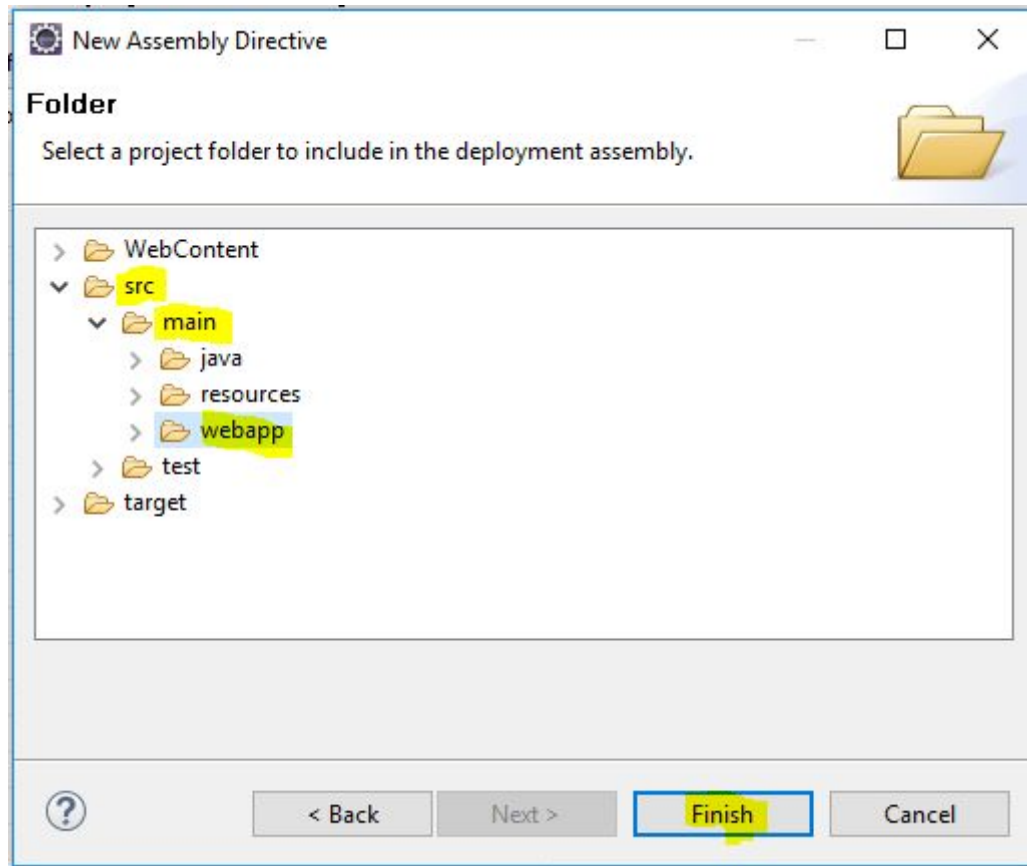 New Assembly Directive
Folder
Select a project folder to include in the deployment assembly.
WebContent
src
main
java
resources
webapp
test
target
?
< Back Next > Finish Cancel